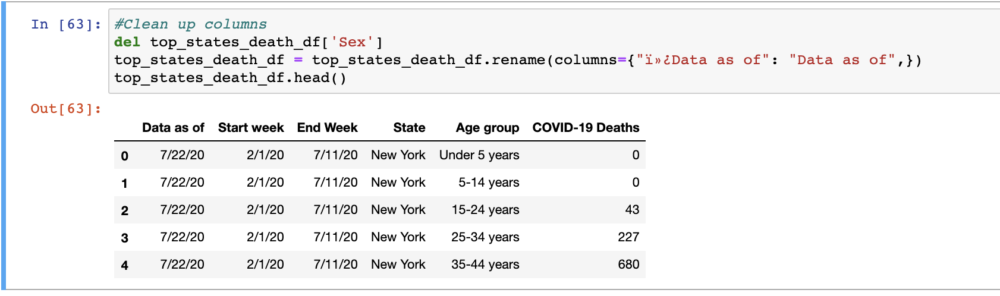 In [63]: #Clean up columns
del top_states_death_df['Sex']
top_states_death_df = top_states_death_df.rename(columns={"ï»¿Data as of": "Data as of",})
top_states_death_df.head()
Out[63]:
Data as of Start week End Week State Age group COVID-19 Deaths
0 7/22/20 2/1/20 7/11/20 New York Under 5 years 0
1 7/22/20 2/1/20 7/11/20 New York 5-14 years 0
2 7/22/20 2/1/20 7/11/20 New York 15-24 years 43
3 7/22/20 2/1/20 7/11/20 New York 25-34 years 227
4 7/22/20 2/1/20 7/11/20 New York 35-44 years 680